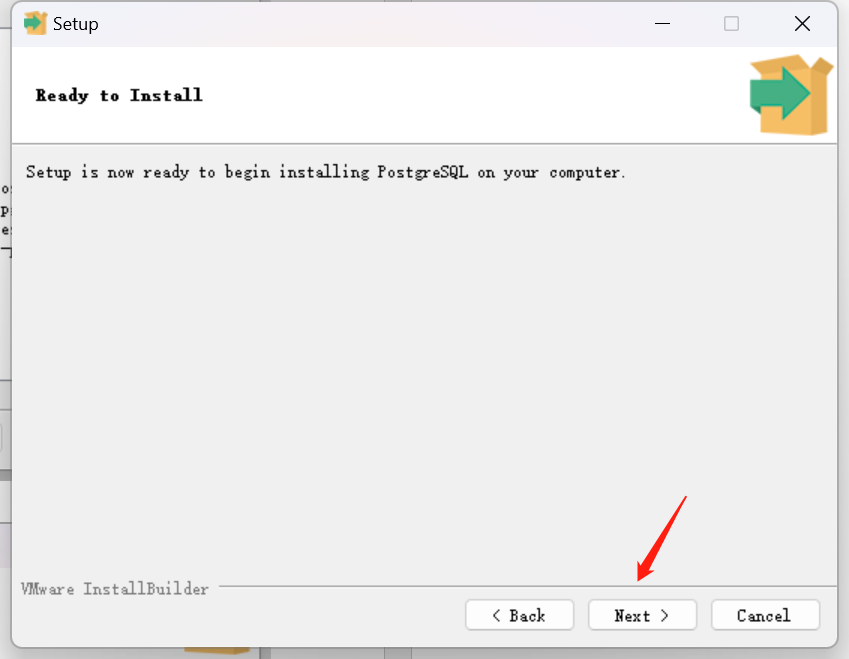 Setup
Ready to Install
Setup is now ready to begin installing PostgreSQL on your computer.
VMware InstallBuilder
< Back
Next >
Cancel